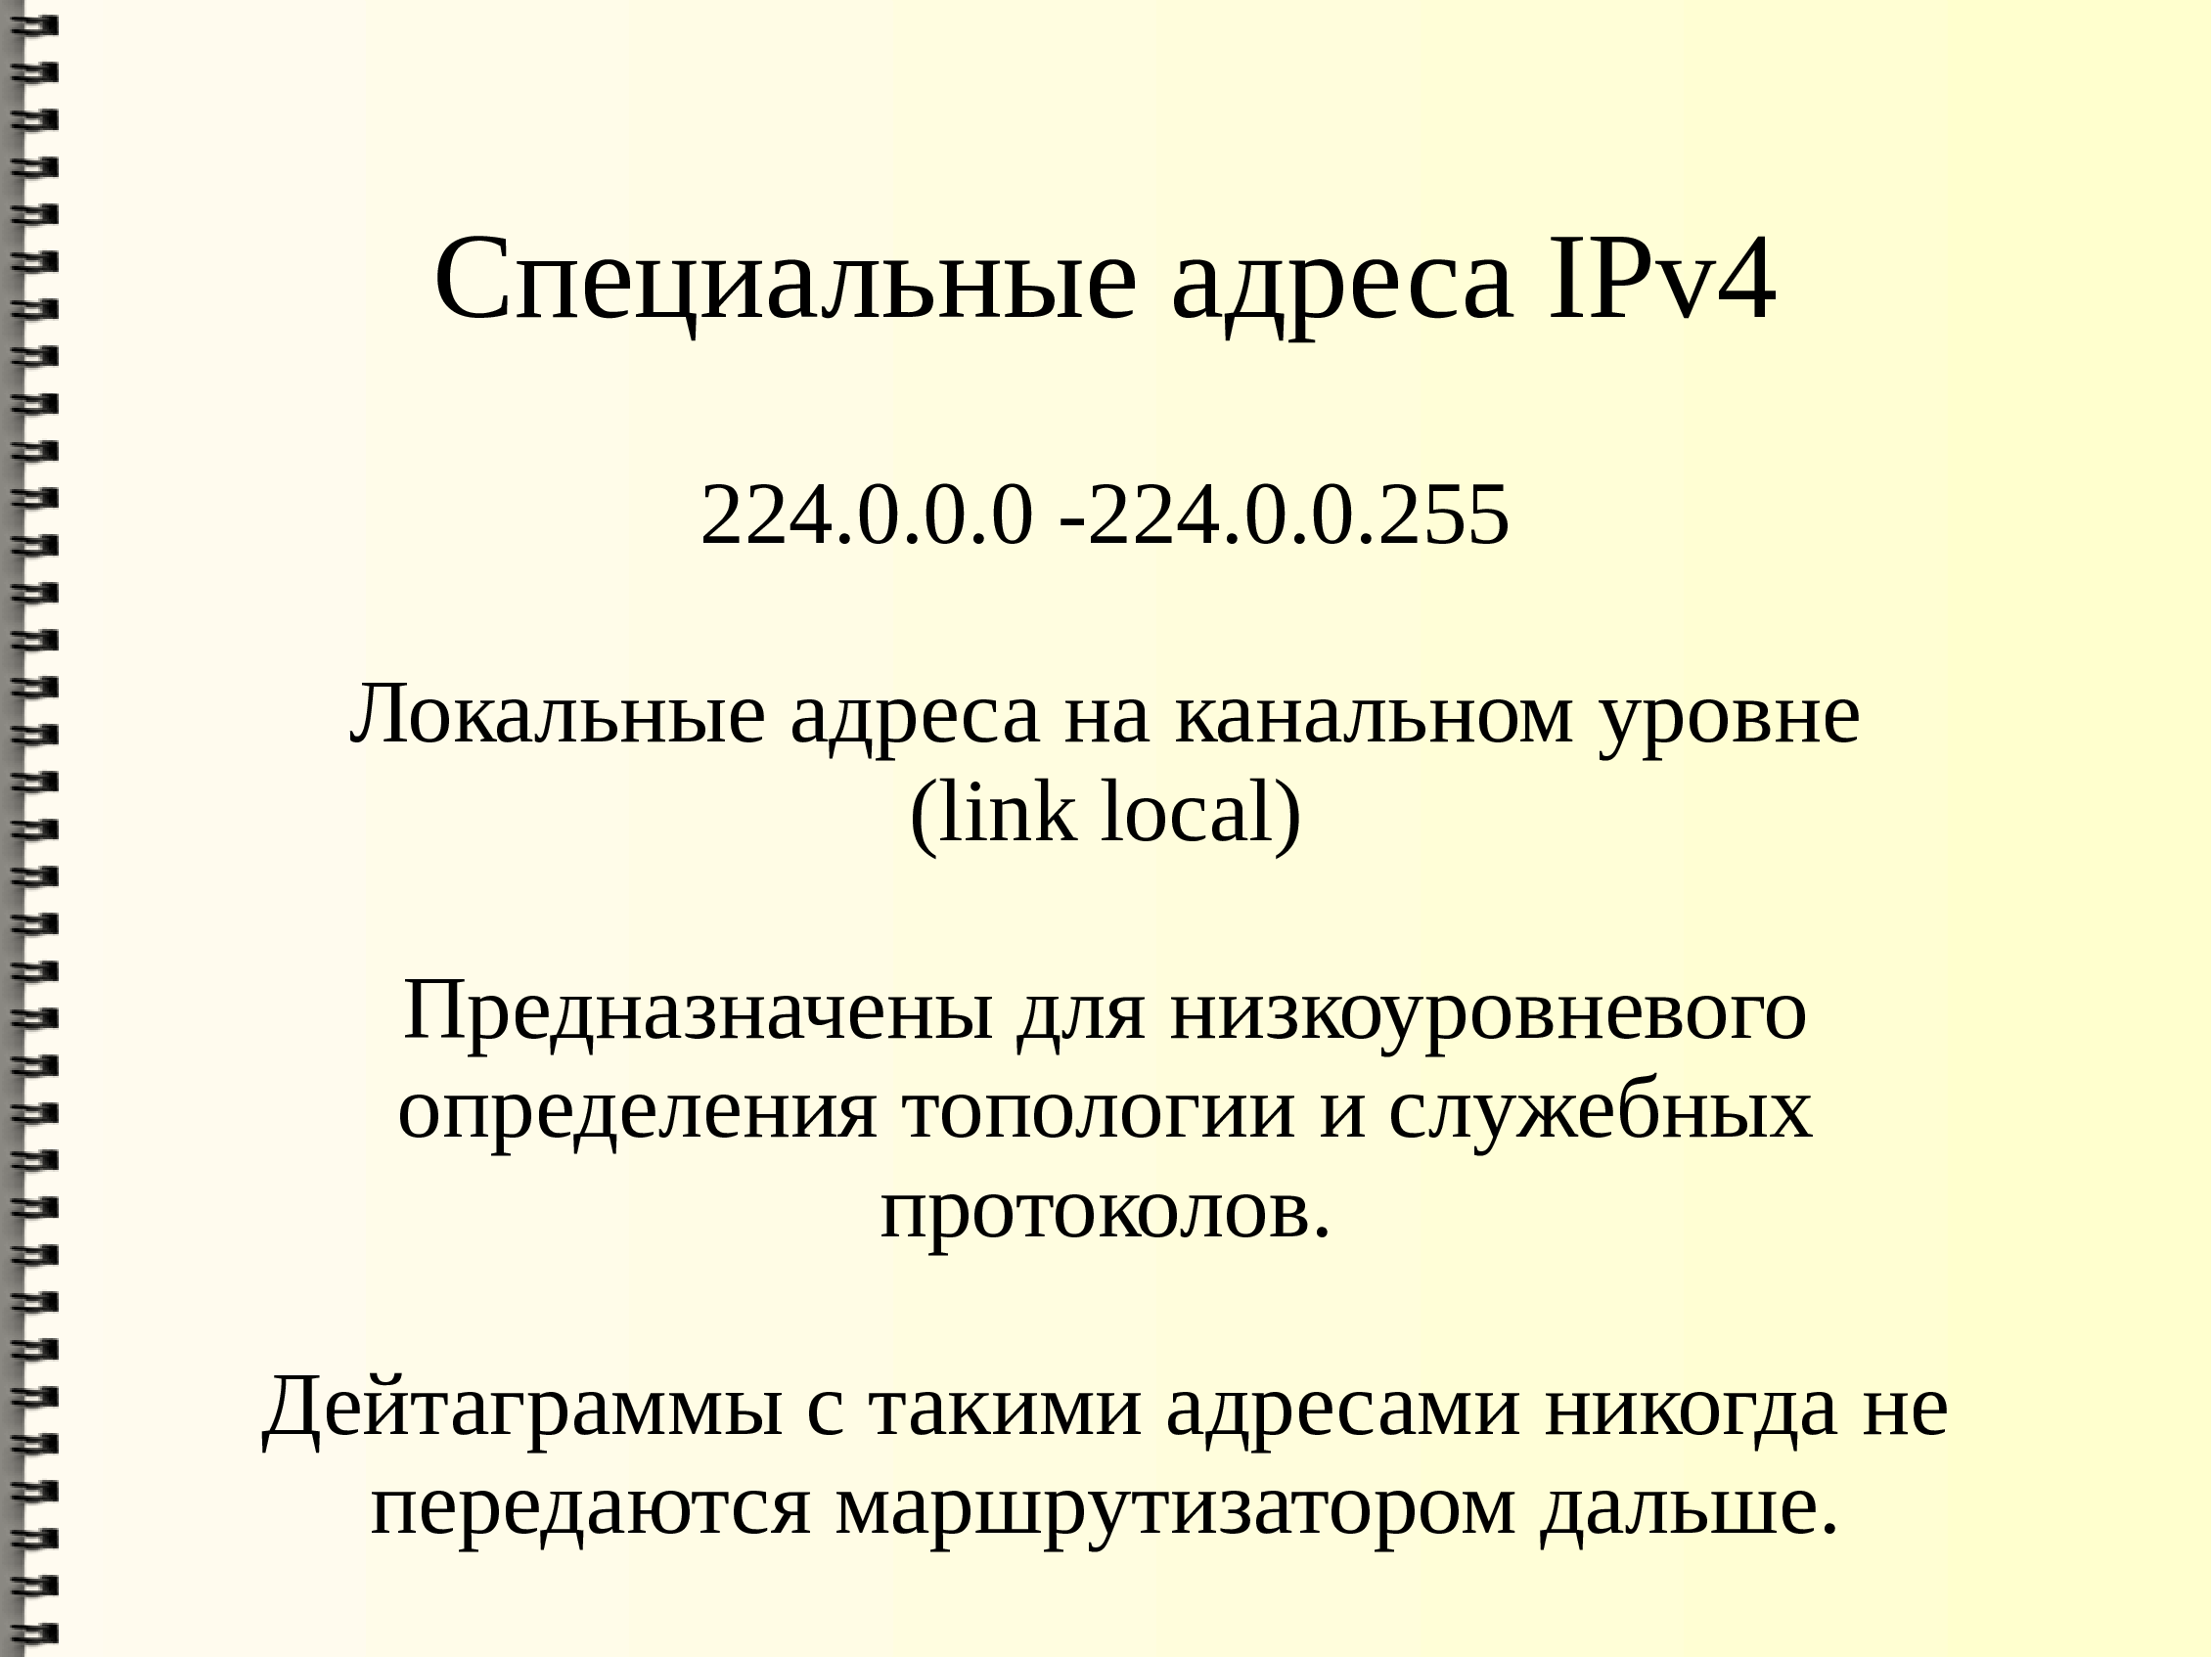 Специальные адреса IPv4
224.0.0.0 -224.0.0.255
Локальные адреса на канальном уровне
(link local)
Предназначены для низкоуровневого
определения топологии и служебных
протоколов.
Дейтаграммы с такими адресами никогда не
передаются маршрутизатором дальше.